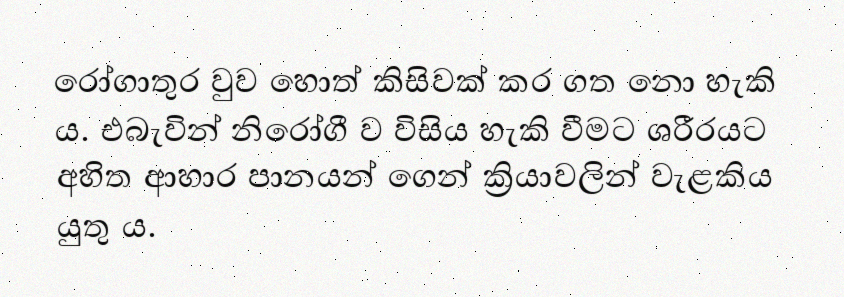 රෝගාතුර වුව හොත් කිසිවක් කර ගත නො හැකි
ය. එබැවින් නිරෝගී ව විසිය හැකි වීමට ශරීරයට
අහිත ආහාර පානයන් ගෙන් ක්‍රියාවලින් වැළකිය
යුතු ය.